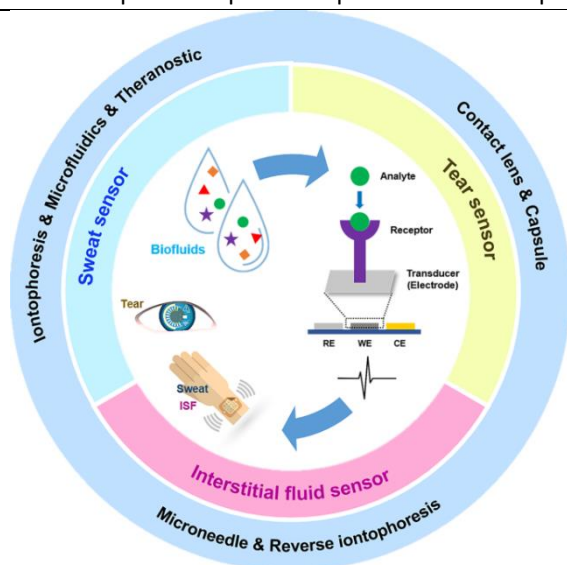 Iontophoresis & Microfluidics & Theranostic
Contact lens & Capsule
Microneedle & Reverse iontophoresis
Sweat sensor
Tear sensor
Interstitial fluid sensor
Biofluids
Analyte
Receptor
Transducer
(Electrode)
RE WE CE
Tear
Sweat
ISF